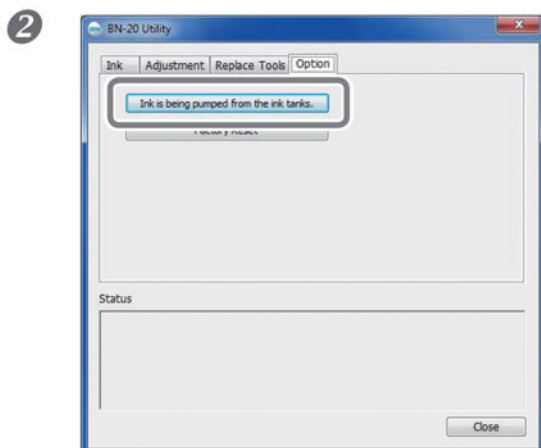 2
BN-20 Utility
Ink Adjustment Replace Tools Option
Ink is being pumped from the ink tanks.
Factory Reset
Status
Close